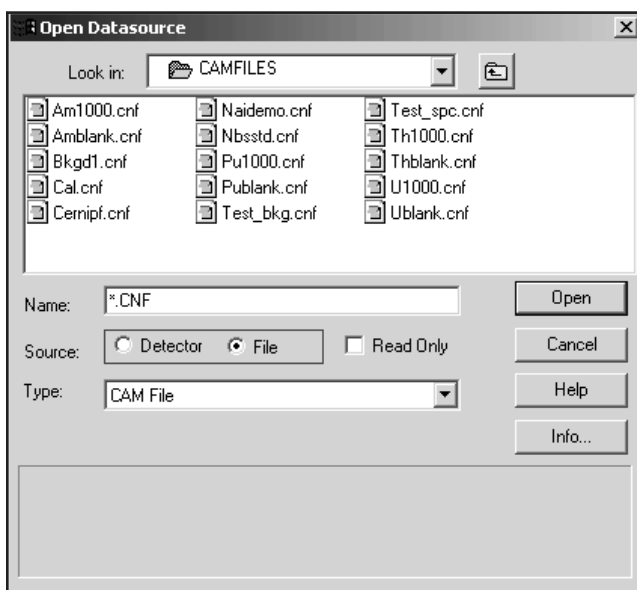 Open Datasource
Look in: CAMFILES
Am1000.cnf Naidemo.cnf Test_spc.cnf
Amblank.cnf Nbsstd.cnf Th1000.cnf
Bkgd1.cnf Pu1000.cnf Thblank.cnf
Cal.cnf Publank.cnf U1000.cnf
Cernipf.cnf Test_bkg.cnf Ublank.cnf
Name: *.CNF Open
Source: Detector File Read Only Cancel
Type: CAM File Help
Info...